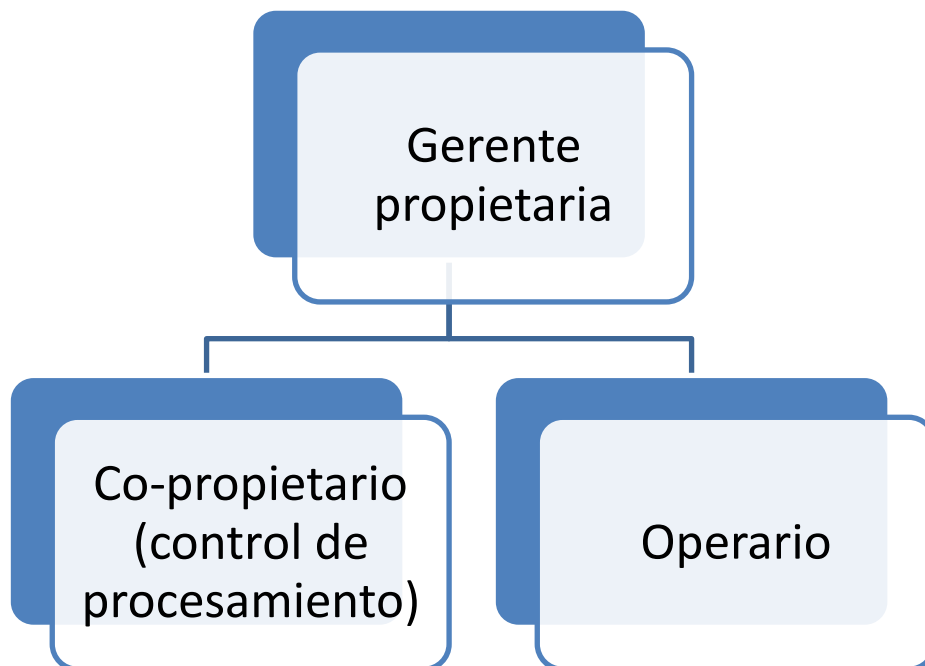 Gerente
propietaria
Co-propietario
(control de
procesamiento)
Operario